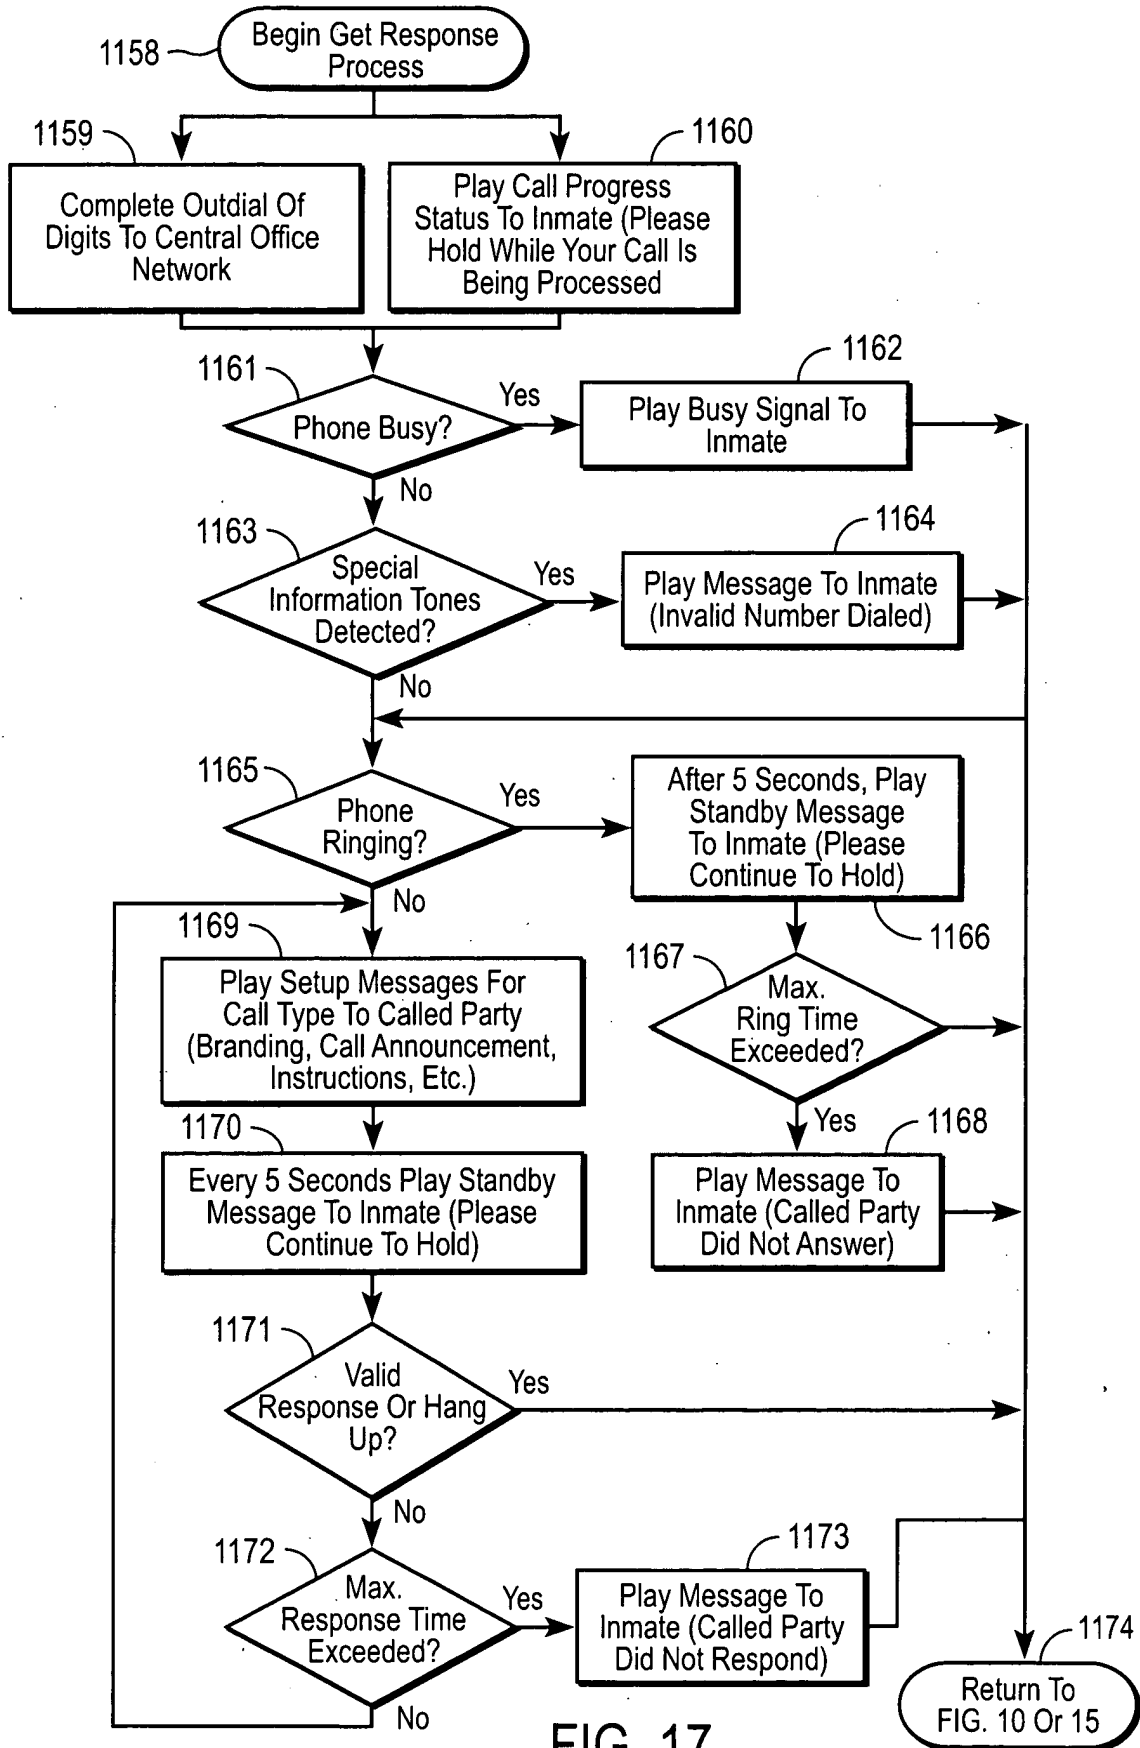 1158
Begin Get Response
Process
1159
1160
Complete Outdial Of
Digits To Central Office
Network
Play Call Progress
Status To Inmate (Please
Hold While Your Call Is
Being Processed
1161
Phone Busy?
Yes
1162
Play Busy Signal To
Inmate
No
1163
Special
Information Tones
Detected?
Yes
1164
Play Message To Inmate
(Invalid Number Dialed)
No
1165
Phone
Ringing?
Yes
After 5 Seconds, Play
Standby Message
To Inmate (Please
Continue To Hold)
1166
No
1167
Max.
Ring Time
Exceeded?
Yes
1168
Play Message To
Inmate (Called Party
Did Not Answer)
1169
Play Setup Messages For
Call Type To Called Party
(Branding, Call Announcement,
Instructions, Etc.)
1170
Every 5 Seconds Play Standby
Message To Inmate (Please
Continue To Hold)
1171
Valid
Response Or Hang
Up?
Yes
No
1172
Max.
Response Time
Exceeded?
Yes
1173
Play Message To
Inmate (Called Party
Did Not Respond)
No
1174
Return To
FIG. 10 Or 15
FIG. 17